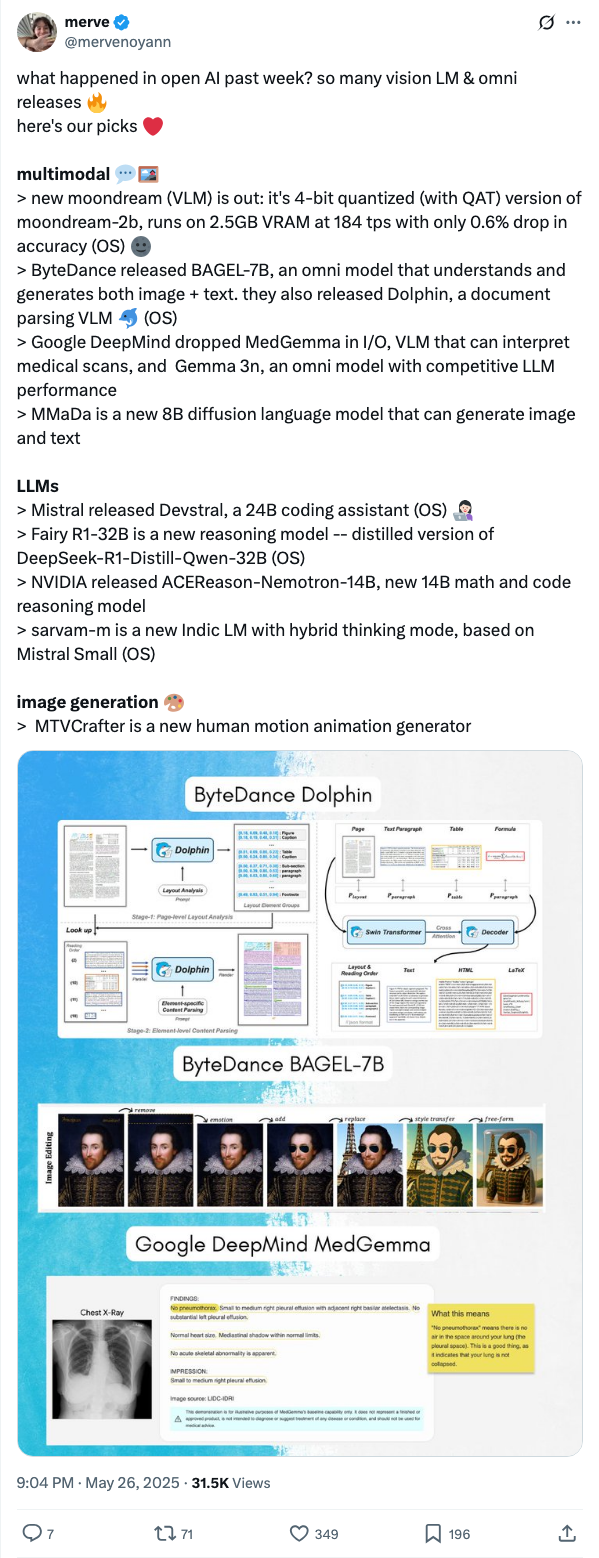 merve
@mervenoyann
what happened in open AI past week? so many vision LM & omni
releases 🔥
here's our picks ❤️
multimodal 💬🖼️
> new moondream (VLM) is out: it's 4-bit quantized (with QAT) version of
moondream-2b, runs on 2.5GB VRAM at 184 tps with only 0.6% drop in
accuracy (OS) 🌚
> ByteDance released BAGEL-7B, an omni model that understands and
generates both image + text. they also released Dolphin, a document
parsing VLM 🐬 (OS)
> Google DeepMind dropped MedGemma in I/O, VLM that can interpret
medical scans, and  Gemma 3n, an omni model with competitive LLM
performance
> MMaDa is a new 8B diffusion language model that can generate image
and text
LLMs
> Mistral released Devstral, a 24B coding assistant (OS) 👩🏻‍💻
> Fairy R1-32B is a new reasoning model -- distilled version of
DeepSeek-R1-Distill-Qwen-32B (OS)
> NVIDIA released ACEReason-Nemotron-14B, new 14B math and code
reasoning model
> sarvam-m is a new Indic LM with hybrid thinking mode, based on
Mistral Small (OS)
image generation 🎨
>  MTVCrafter is a new human motion animation generator
ByteDance Dolphin
Dolphin
Layout Analysis
Prompt
Layout Element Groups
Stage-1: Page-level Layout Analysis
Look up
Reading
Order
Dolphin
Parallel
Render
Element-specific
Content Parsing
Prompt
Stage-2: Element-level Content Parsing
Page
Text Paragraph
Table
Formula
P layout
P paragraph
P table
P paragraph
Swin Transformer
Cross
Attention
Decoder
Layout &
Reading Order
Text
HTML
LaTeX
ByteDance BAGEL-7B
Image Editing
remove
emotion
add
replace
style transfer
free-form
Google DeepMind MedGemma
Chest X-Ray
FINDINGS:
No pneumothorax. Small to medium right pleural effusion with adjacent right basilar atelectasis. No
substantial left pleural effusion.
Normal heart size. Mediastinal shadow within normal limits.
No acute skeletal abnormality is apparent.
IMPRESSION:
Small to medium right pleural effusion.
Image source: LIDC-IDRI
This demonstration is for illustrative purposes of MedGemma's baseline capability only. It does not represent a finished or
approved product, is not intended to diagnose or suggest treatment of any disease or condition, and should not be used for
medical advice.
What this means
"No pneumothorax" means there is no
air in the space around your lung (the
pleural space). This is a good thing, as
it indicates that your lung is not
collapsed.
9:04 PM · May 26, 2025 · 31.5K Views
7
71
349
196